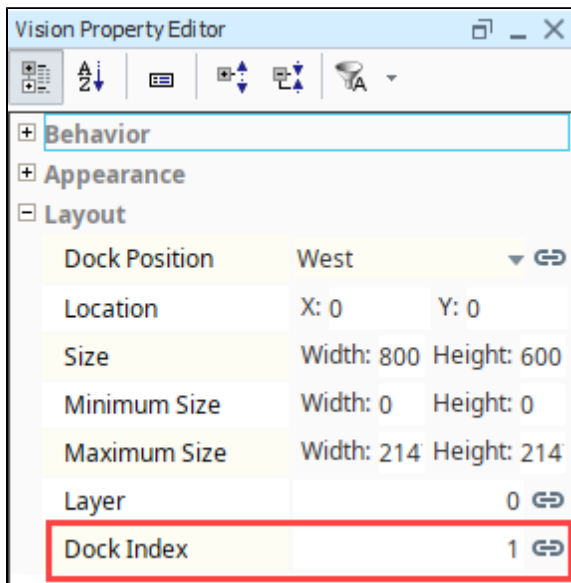 Vision Property Editor
A Z A
Behavior
Appearance
Layout
Dock Position West
Location X: 0 Y: 0
Size Width: 800 Height: 600
Minimum Size Width: 0 Height: 0
Maximum Size Width: 214 Height: 214
Layer 0
Dock Index 1